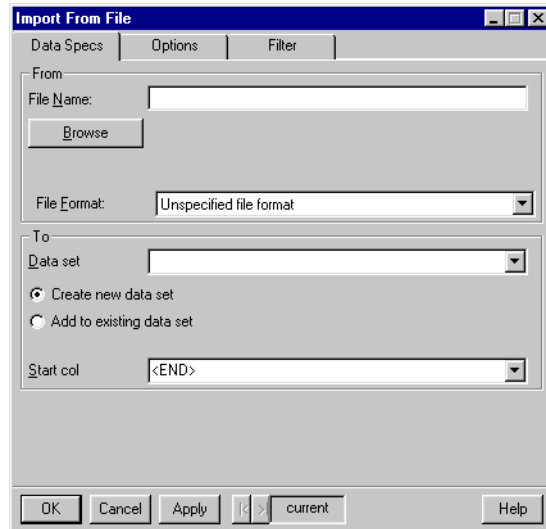 Import From File
Data Specs Options Filter
From
File Name:
Browse
File Format: Unspecified file format
To
Data set
Create new data set
Add to existing data set
Start col <END>
OK Cancel Apply current Help